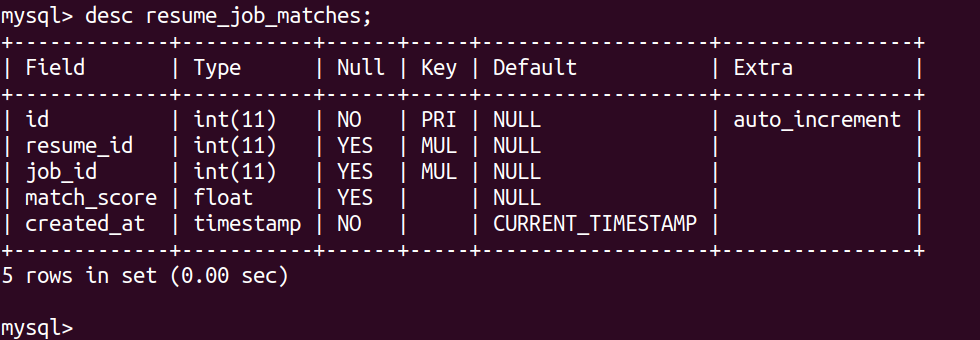 mysql> desc resume_job_matches;
+-------------+-----------+------+-----+-------------------+----------------+
| Field       | Type      | Null | Key | Default           | Extra          |
+-------------+-----------+------+-----+-------------------+----------------+
| id          | int(11)   | NO   | PRI | NULL              | auto_increment |
| resume_id   | int(11)   | YES  | MUL | NULL              |                |
| job_id      | int(11)   | YES  | MUL | NULL              |                |
| match_score | float     | YES  |     | NULL              |                |
| created_at  | timestamp | NO   |     | CURRENT_TIMESTAMP |                |
+-------------+-----------+------+-----+-------------------+----------------+
5 rows in set (0.00 sec)

mysql>